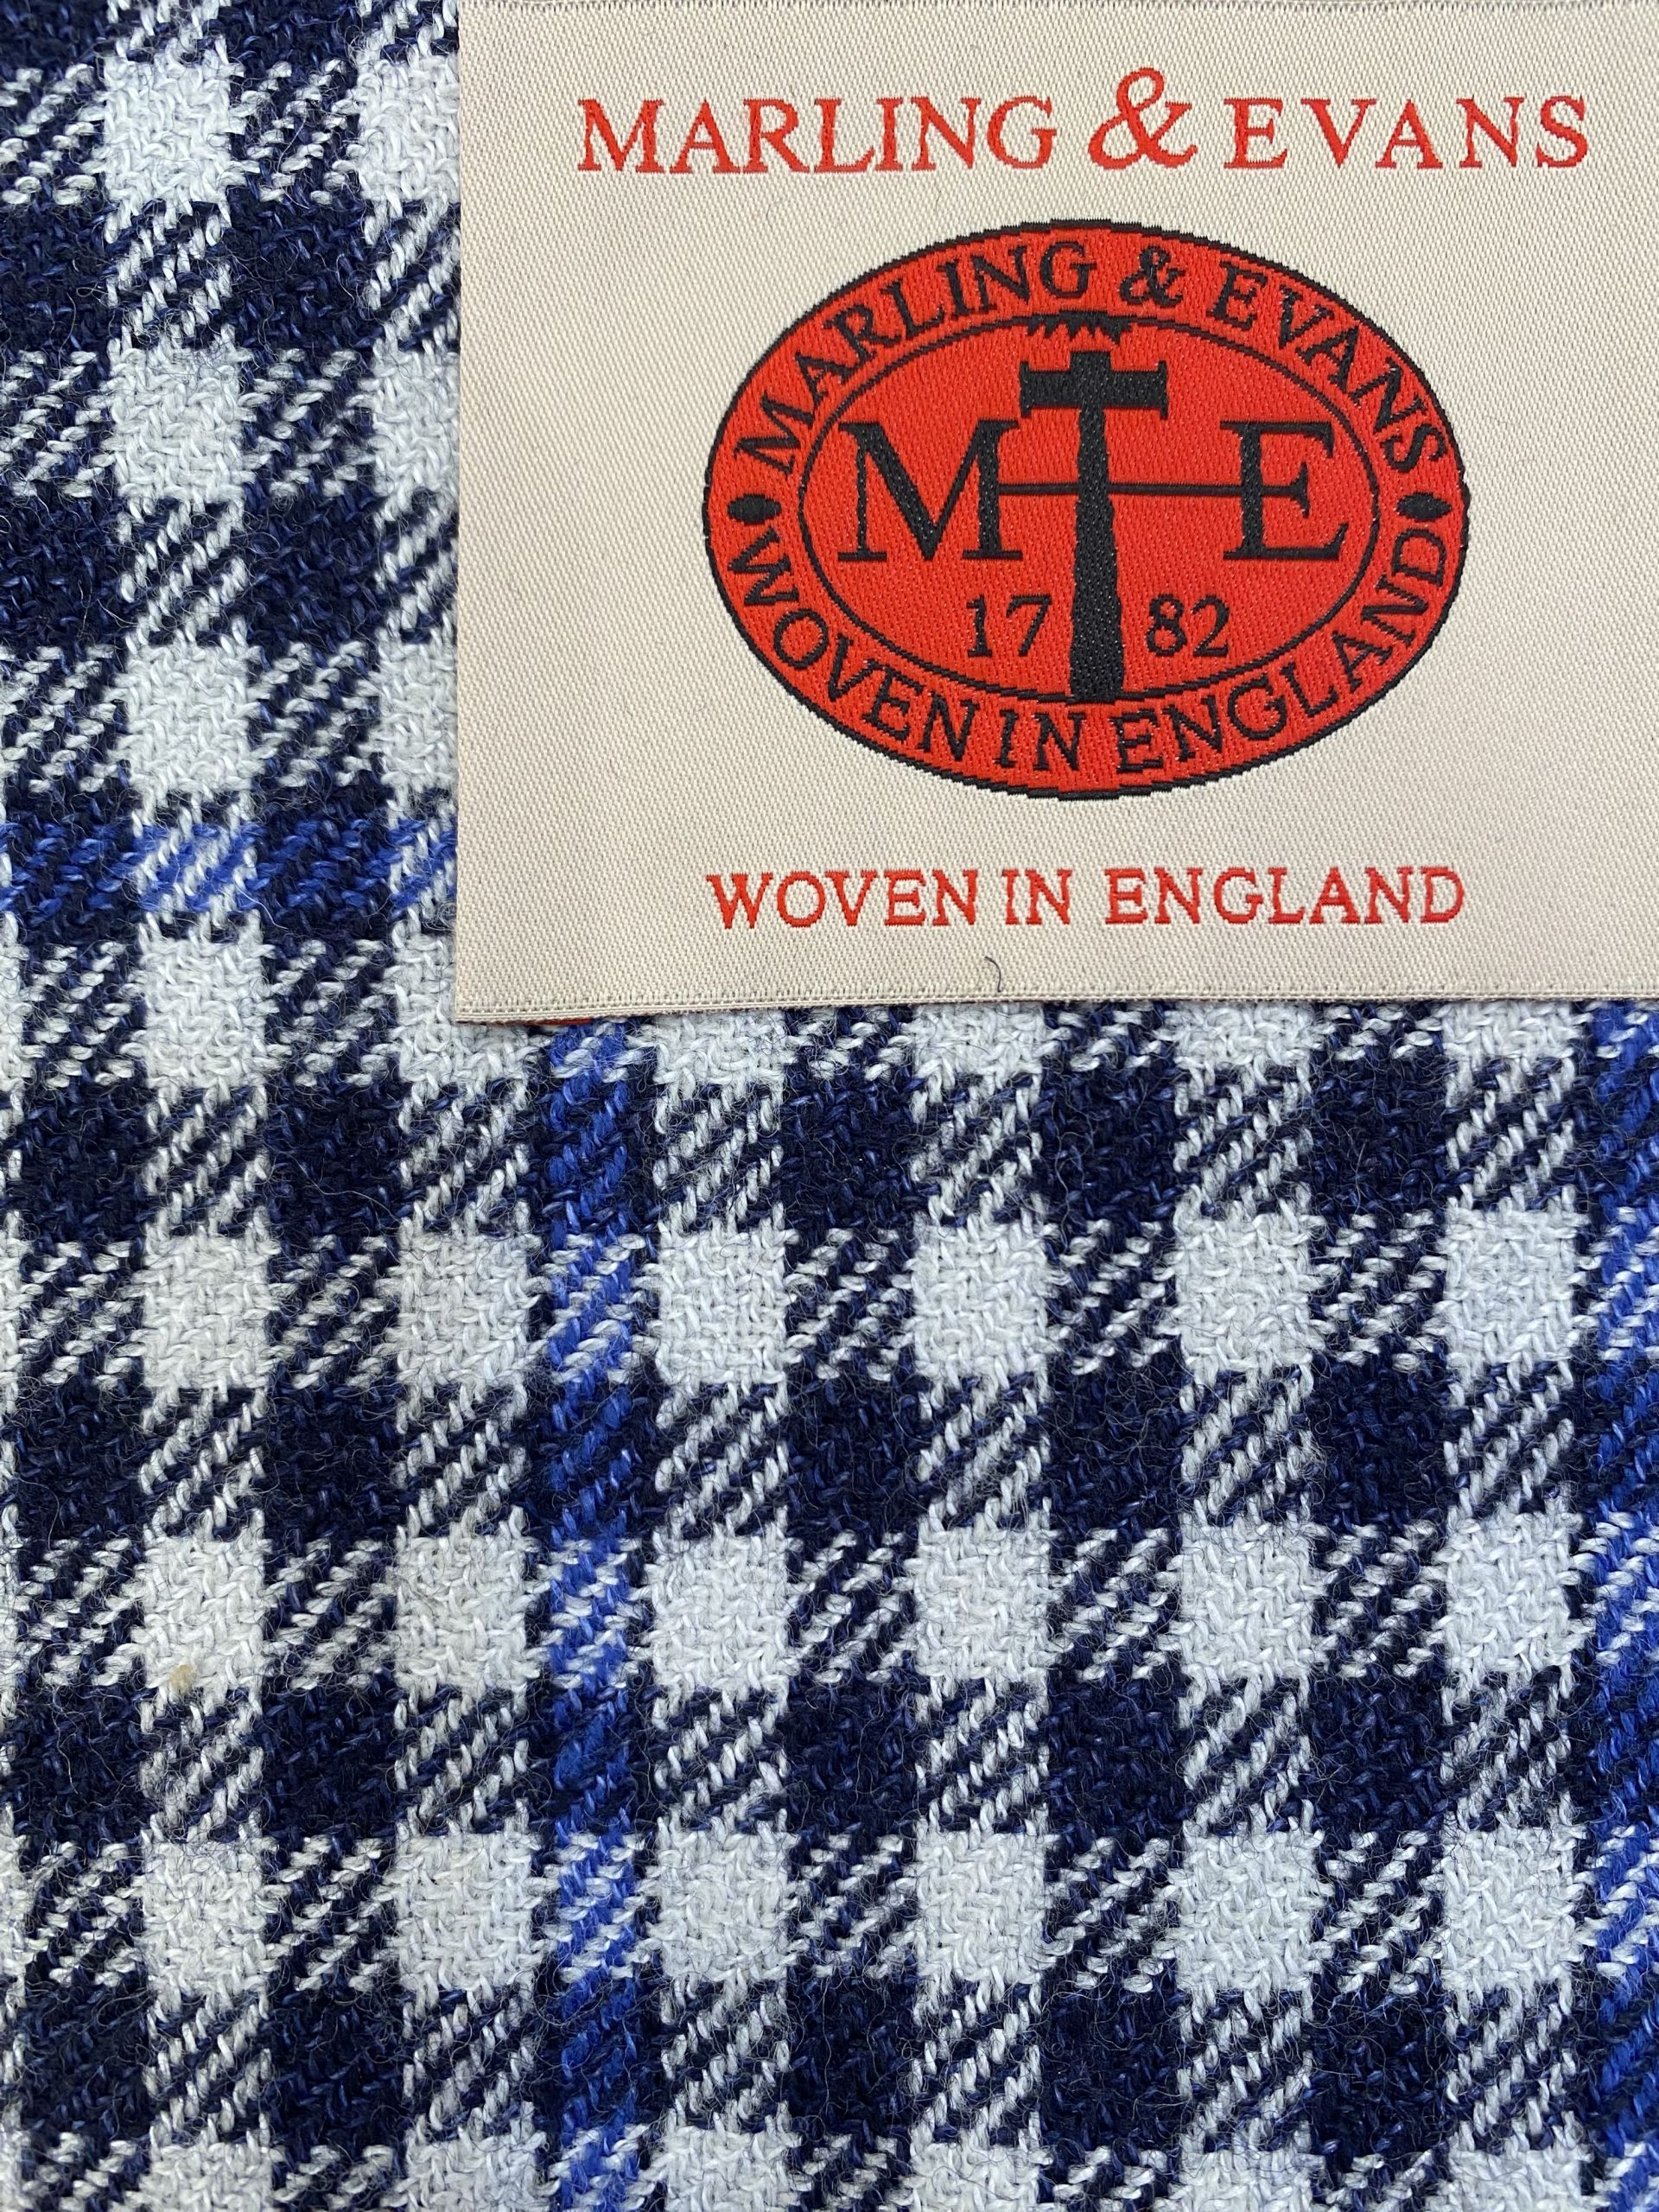 MARLING & EVANS
MARLING & EVANS
M E
17 82
WOVEN IN ENGLAND
WOVEN IN ENGLAND